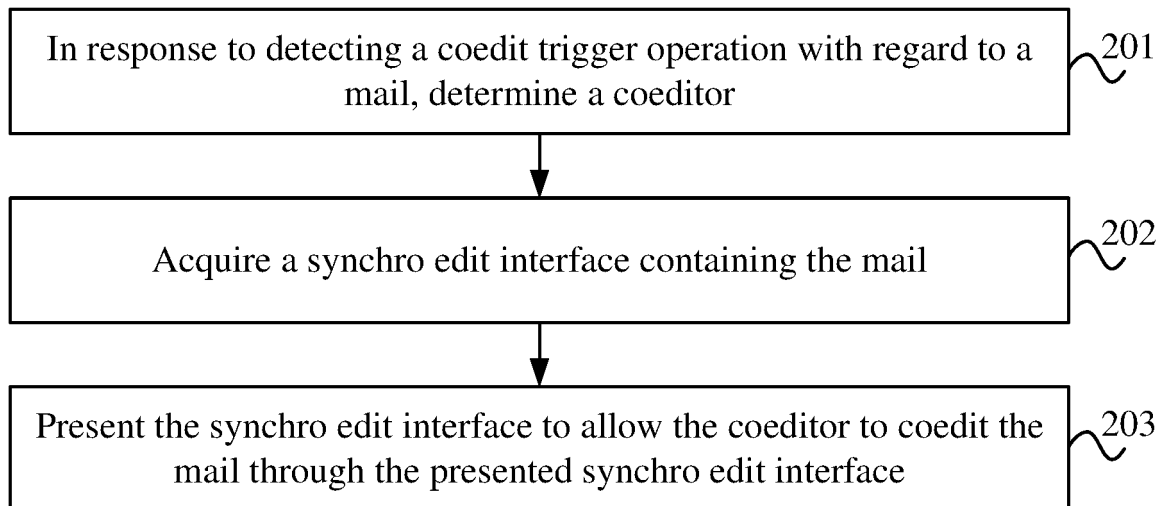 In response to detecting a coedit trigger operation with regard to a
mail, determine a coeditor
201
Acquire a synchro edit interface containing the mail
202
Present the synchro edit interface to allow the coeditor to coedit the
mail through the presented synchro edit interface
203